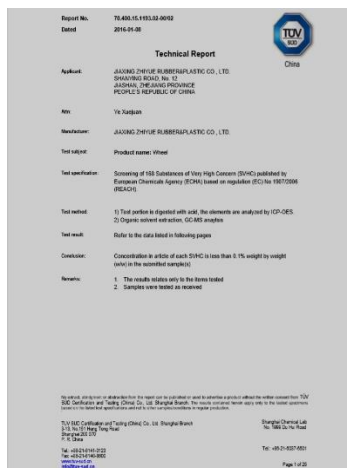 Report No. 70.400.15.1153.02-00/02
Dated 2016-01-08
TÜV
SÜD
China
Technical Report
Applicant: JIAXING ZHIYUE RUBBER&PLASTIC CO., LTD.
SHANYING ROAD, No. 12
JIASHAN, ZHEJIANG PROVINCE
PEOPLE'S REPUBLIC OF CHINA
Attn: Ye Xuejuan
Manufacturer: JIAXING ZHIYUE RUBBER&PLASTIC CO., LTD.
Test subject: Product name: Wheel
Test specification: Screening of 168 Substances of Very High Concern (SVHC) published by
European Chemicals Agency (ECHA) based on regulation (EC) No 1907/2006
(REACH).
Test method: 1) Test portion is digested with acid, the elements are analyzed by ICP-OES.
2) Organic solvent extraction, GC-MS analysis
Test result: Refer to the data listed in following pages
Conclusion: Concentration in article of each SVHC is less than 0.1% weight by weight
(w/w) in the submitted sample(s)
Remarks: 1. The results relates only to the items tested
2. Samples were tested as received
TUV SUD Certification and Testing (China) Co., Ltd. Shanghai Branch
Shanghai Chemical Lab
Page 1 of 25